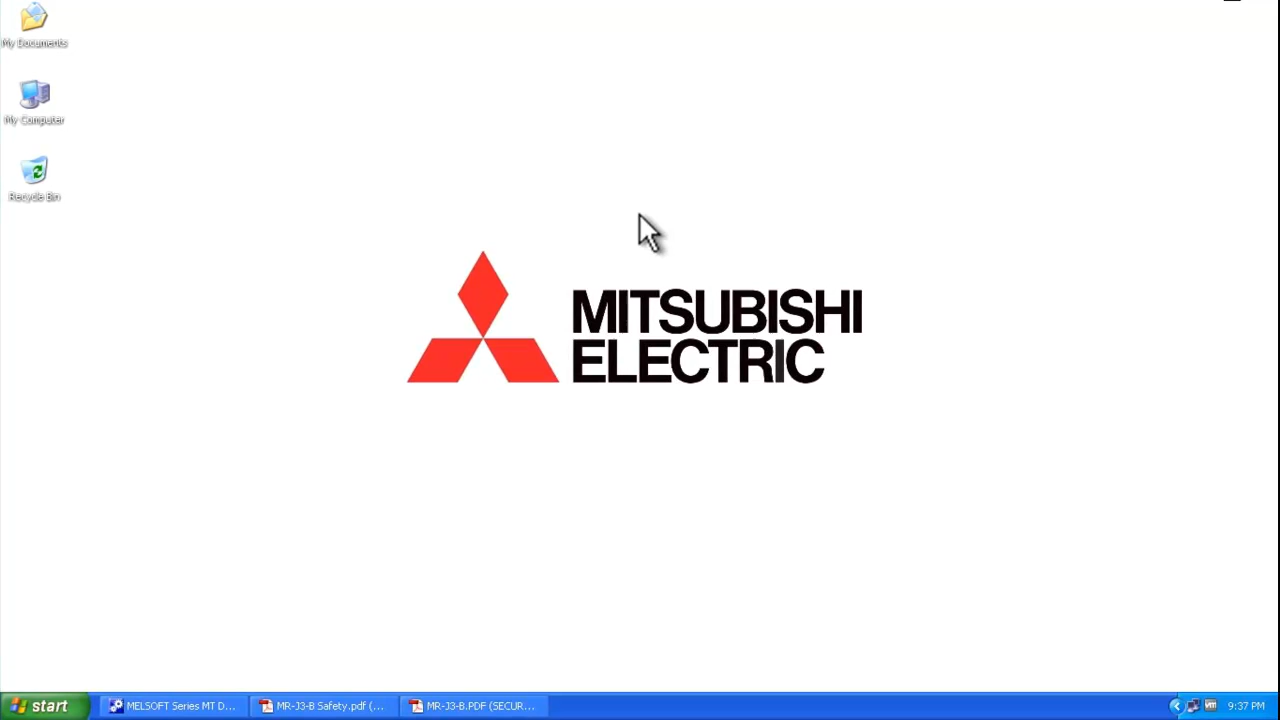 My Documents
My Computer
Recycle Bin
MITSUBISHI
ELECTRIC
start
MELSOFT Series MT D...
MR-J3-B Safety.pdf (...
MR-J3-B.PDF (SECUR...
9:37 PM